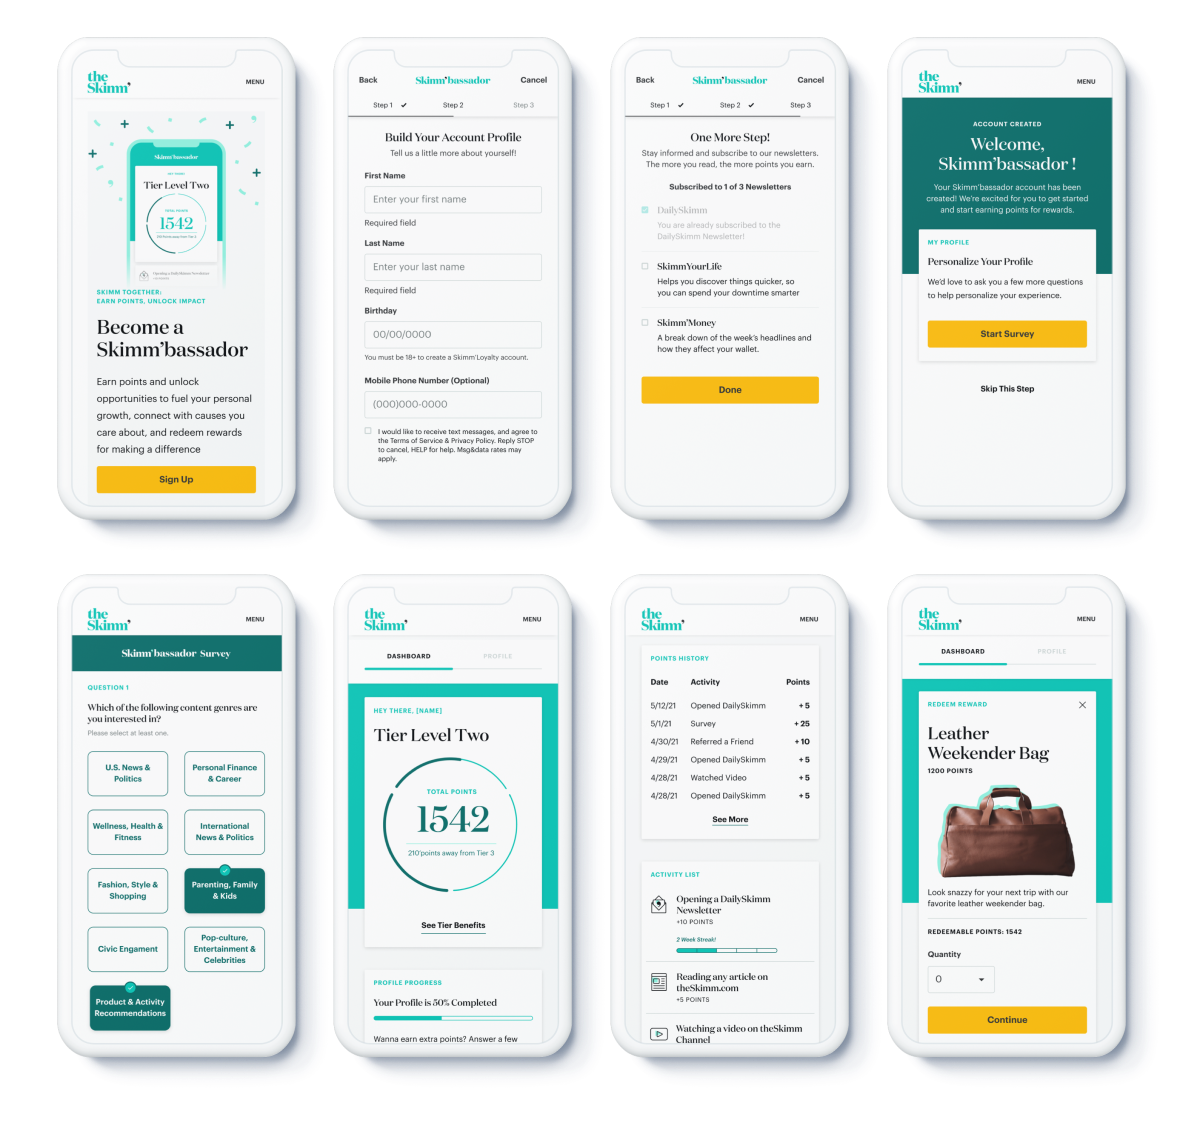 the
Skimm'
MENU
Skimm'bassador
HEY THERE!
Tier Level Two
TOTAL POINTS
1542
Opening a DailySkimm Newsletter
SKIMM TOGETHER:
EARN POINTS, UNLOCK IMPACT
Become a
Skimm'bassador
Earn points and unlock
opportunities to fuel your personal
growth, connect with causes you
care about, and redeem rewards
for making a difference
Sign Up
Back
Skimm'bassador
Cancel
Step 1
Step 2
Step 3
Build Your Account Profile
Tell us a little more about yourself!
First Name
Enter your first name
Required field
Last Name
Enter your last name
Required field
Birthday
00/00/0000
You must be 18+ to create a Skimm'Loyalty account.
Mobile Phone Number (Optional)
(000)000-0000
I would like to receive text messages, and agree to
the Terms of Service & Privacy Policy. Reply STOP
to cancel, HELP for help. Msg&data rates may
apply.
Back
Skimm'bassador
Cancel
Step 1
Step 2
Step 3
One More Step!
Stay informed and subscribe to our newsletters.
The more you read, the more points you earn.
Subscribed to 1 of 3 Newsletters
DailySkimm
You are already subscribed to the
DailySkimm Newsletter!
SkimmYourLife
Helps you discover things quicker, so
you can spend your downtime smarter
Skimm'Money
A break down of the week's headlines and
how they affect your wallet.
Done
the
Skimm'
MENU
ACCOUNT CREATED
Welcome,
Skimm'bassador !
Your Skimm'bassador account has been
created! We're excited for you to get started
and start earning points for rewards.
MY PROFILE
Personalize Your Profile
We'd love to ask you a few more questions
to help personalize your experience.
Start Survey
Skip This Step
the
Skimm'
MENU
Skimm'bassador Survey
QUESTION 1
Which of the following content genres are
you interested in?
Please select at least one.
U.S. News &
Politics
Personal Finance
& Career
Wellness, Health &
Fitness
International
News & Politics
Fashion, Style &
Shopping
Parenting, Family
& Kids
Civic Engament
Pop-culture,
Entertainment &
Celebrities
Product & Activity
Recommendations
the
Skimm'
MENU
DASHBOARD
PROFILE
HEY THERE, [NAME]
Tier Level Two
TOTAL POINTS
1542
210'points away from Tier 3
See Tier Benefits
PROFILE PROGRESS
Your Profile is 50% Completed
Wanna earn extra points? Answer a few
the
Skimm'
MENU
POINTS HISTORY
Date Activity Points
5/12/21 Opened DailySkimm + 5
5/1/21 Survey + 25
4/30/21 Referred a Friend + 10
4/29/21 Opened DailySkimm + 5
4/28/21 Watched Video + 5
4/28/21 Opened DailySkimm + 5
See More
ACTIVITY LIST
Opening a DailySkimm
Newsletter
+10 POINTS
2 Week Streak!
Reading any article on
theSkimm.com
+5 POINTS
Watching a video on theSkimm
Channel
the
Skimm'
MENU
DASHBOARD
PROFILE
REDEEM REWARD
Leather
Weekender Bag
1200 POINTS
Look snazzy for your next trip with our
favorite leather weekender bag.
REDEEMABLE POINTS: 1542
Quantity
0
Continue